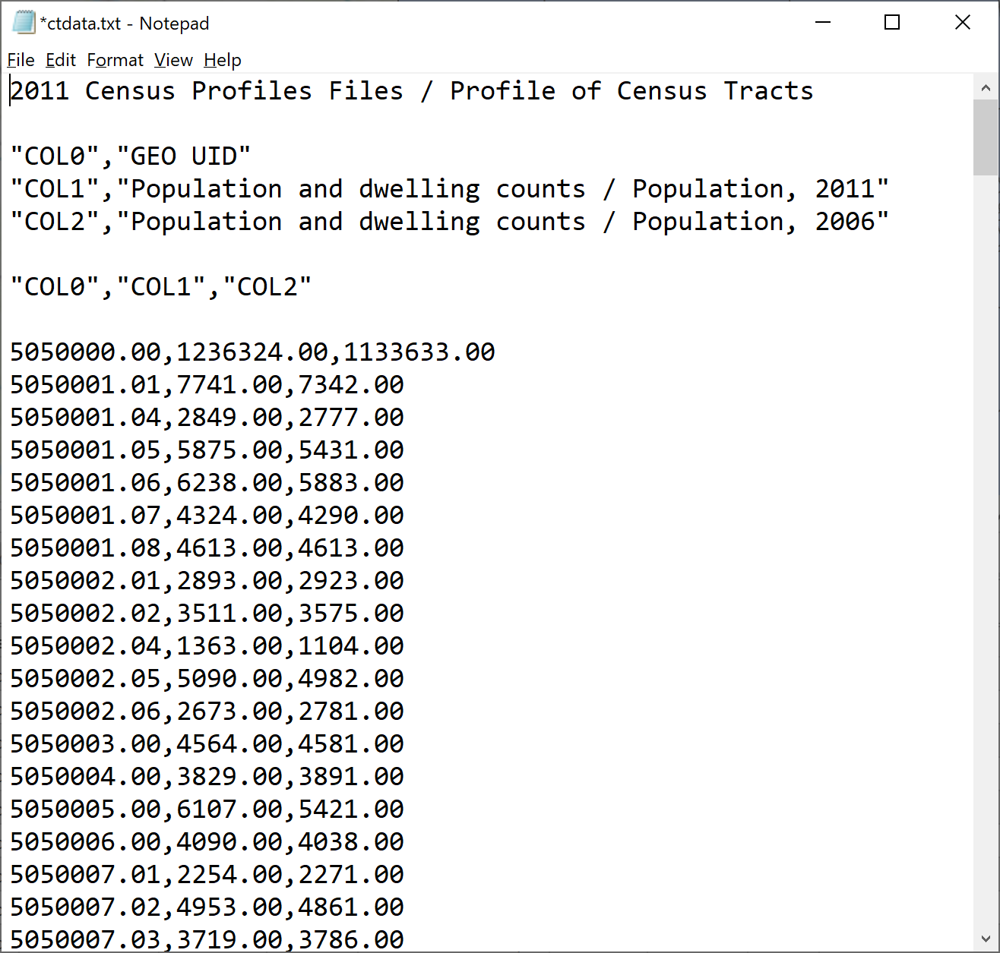 *ctdata.txt - Notepad
File Edit Format View Help
2011 Census Profiles Files / Profile of Census Tracts
"COL0","GEO UID"
"COL1","Population and dwelling counts / Population, 2011"
"COL2","Population and dwelling counts / Population, 2006"
"COL0","COL1","COL2"
5050000.00,1236324.00,1133633.00
5050001.01,7741.00,7342.00
5050001.04,2849.00,2777.00
5050001.05,5875.00,5431.00
5050001.06,6238.00,5883.00
5050001.07,4324.00,4290.00
5050001.08,4613.00,4613.00
5050002.01,2893.00,2923.00
5050002.02,3511.00,3575.00
5050002.04,1363.00,1104.00
5050002.05,5090.00,4982.00
5050002.06,2673.00,2781.00
5050003.00,4564.00,4581.00
5050004.00,3829.00,3891.00
5050005.00,6107.00,5421.00
5050006.00,4090.00,4038.00
5050007.01,2254.00,2271.00
5050007.02,4953.00,4861.00
5050007.03,3719.00,3786.00